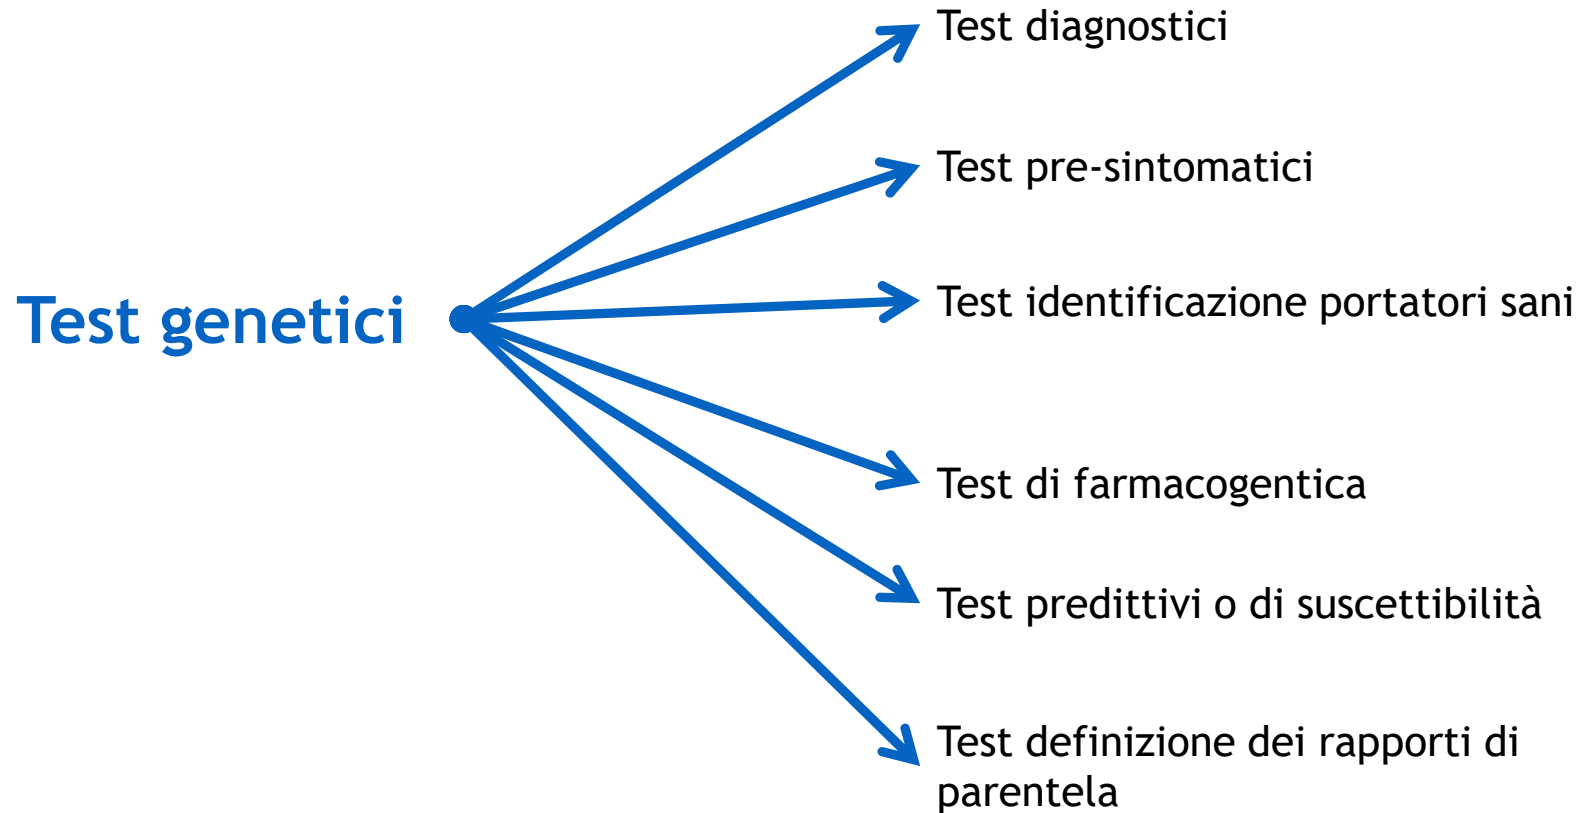 Test diagnostici
Test pre-sintomatici
Test genetici
Test identificazione portatori sani
Test di farmacogentica
Test predittivi o di suscettibilità
Test definizione dei rapporti di
parentela